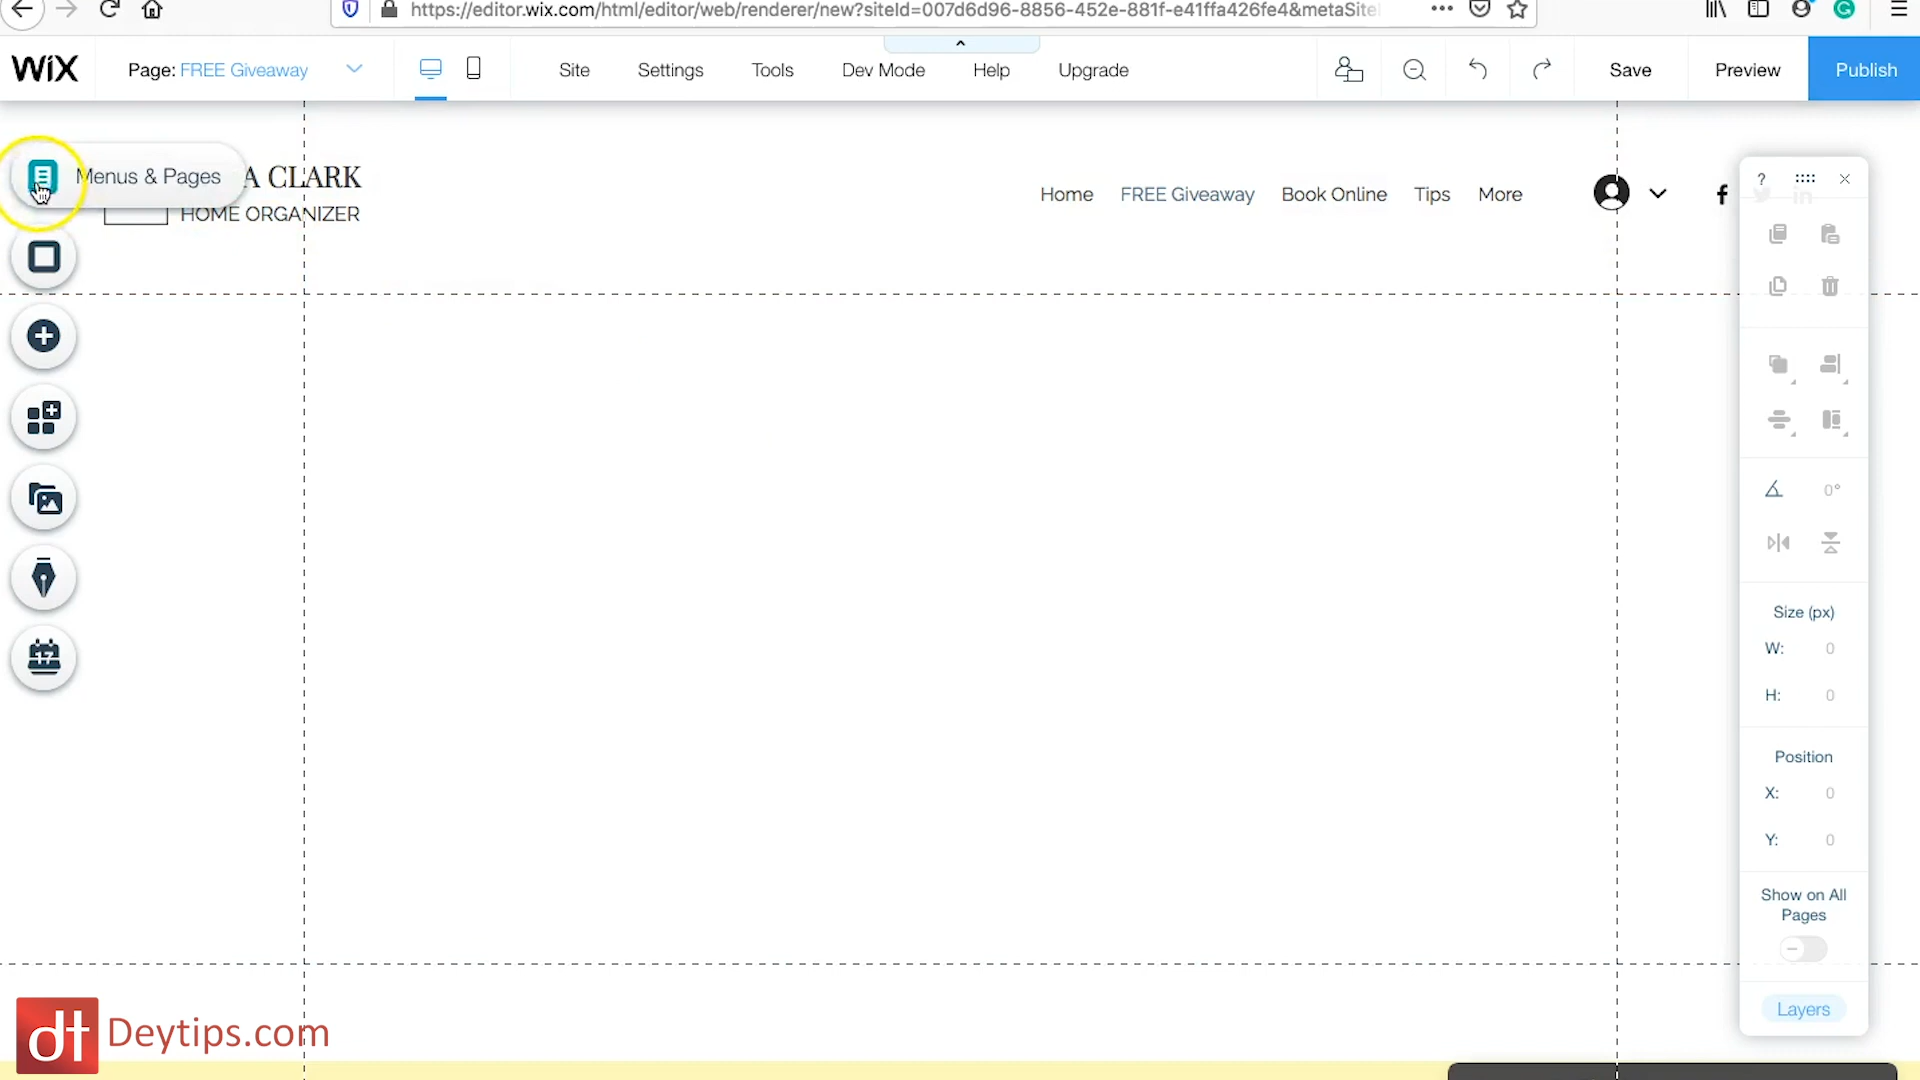 https://editor.wix.com/html/editor/web/renderer/new?siteId=007d6d96-8856-452e-881f-e41ffa426fe4&metaSiteI
WiX
Page: FREE Giveaway
Site
Settings
Tools
Dev Mode
Help
Upgrade
Save
Preview
Publish
Menus & Pages
A CLARK
HOME ORGANIZER
Home
FREE Giveaway
Book Online
Tips
More
f
in
?
17
0°
Size (px)
W: 0
H: 0
Position
X: 0
Y: 0
Show on All
Pages
Layers
dt Deytips.com